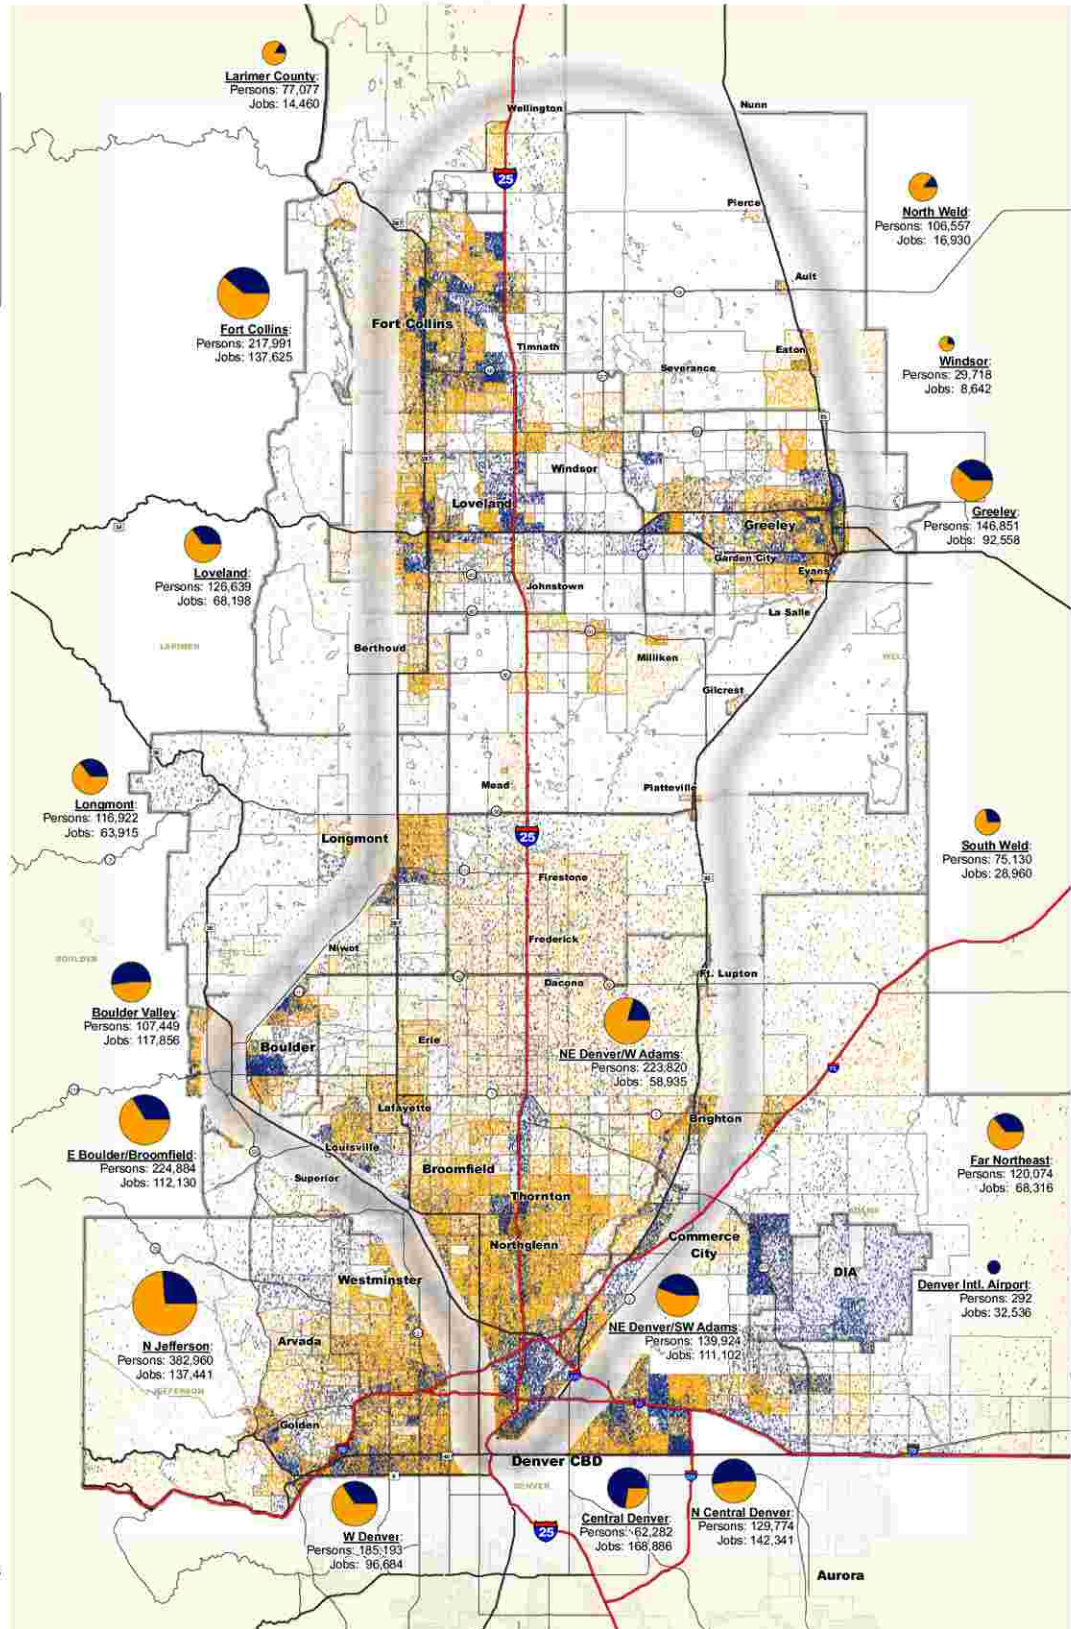 Larimer County:
Persons: 77,077
Jobs: 14,460
Wellington
Nunn
25
Pierce
North Weld:
Persons: 106,557
Jobs: 16,930
Ault
Fort Collins:
Persons: 217,991
Jobs: 137,625
Fort Collins
Timnath
Eaton
Severance
Windsor:
Persons: 29,718
Jobs: 8,642
Windsor
Loveland
Greeley
Greeley:
Persons: 146,851
Jobs: 92,558
Garden City
Evans
Loveland:
Persons: 126,639
Jobs: 68,198
Johnstown
La Salle
LARIMER
Berthoud
Milliken
WELD
Gilcrest
Mead
Platteville
Longmont:
Persons: 116,922
Jobs: 63,915
Longmont
25
South Weld:
Persons: 75,130
Jobs: 28,960
Firestone
Frederick
Niwot
BOULDER
Dacono
Ft. Lupton
Boulder Valley:
Persons: 107,449
Jobs: 117,856
Boulder
Erie
NE Denver/W Adams:
Persons: 223,820
Jobs: 58,935
Lafayette
Brighton
E Boulder/Broomfield:
Persons: 224,884
Jobs: 112,130
Louisville
Superior
Broomfield
Far Northeast:
Persons: 120,074
Jobs: 68,316
Thornton
Northglenn
Commerce
City
DIA
Denver Intl. Airport:
Persons: 292
Jobs: 32,536
Westminster
N Jefferson:
Persons: 382,960
Jobs: 137,441
JEFFERSON
Arvada
NE Denver/SW Adams:
Persons: 139,924
Jobs: 111,102
Golden
Denver CBD
DENVER
W Denver:
Persons: 185,193
Jobs: 96,684
25
Central Denver:
Persons: 62,282
Jobs: 168,886
N Central Denver:
Persons: 129,774
Jobs: 142,341
Aurora